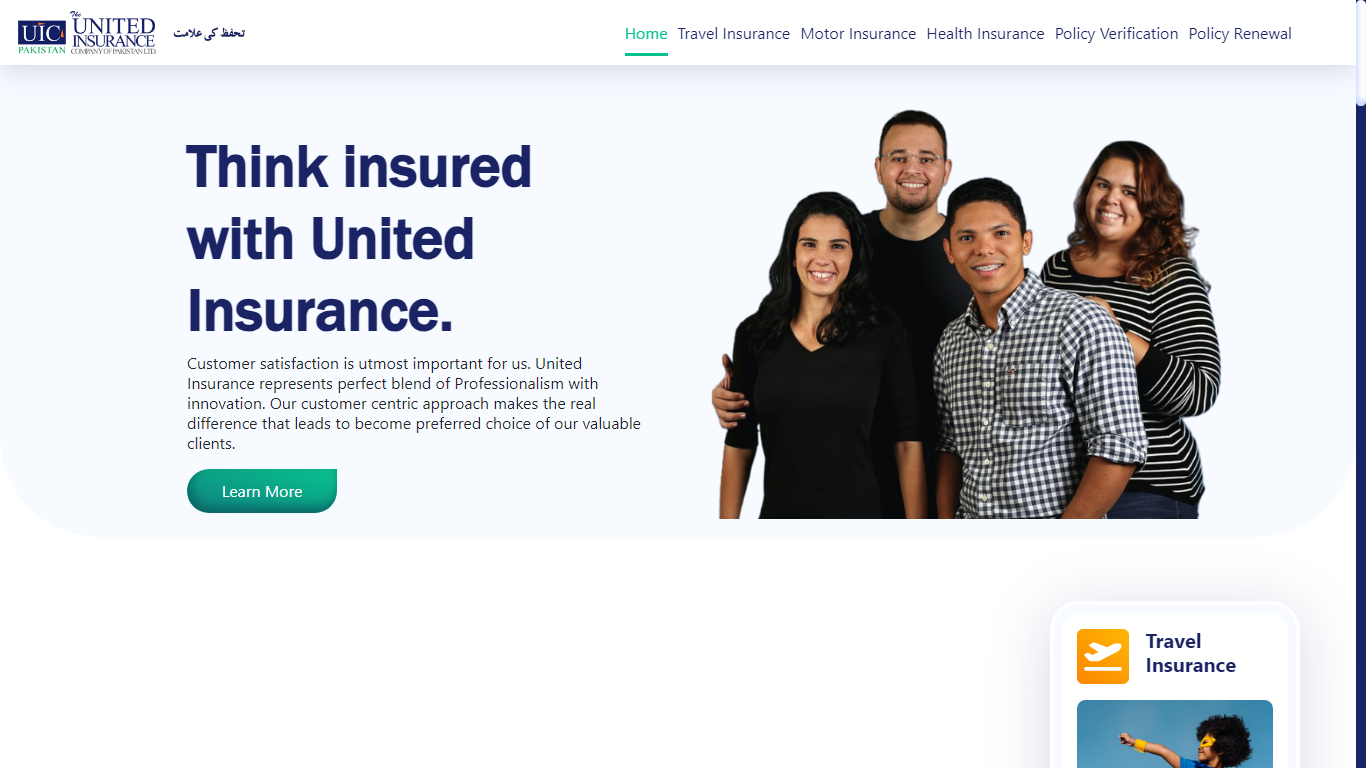 UIC
PAKISTAN
The
UNITED
INSURANCE
COMPANY OF PAKISTAN LTD.
تحفظ کی علامت
Home Travel Insurance Motor Insurance Health Insurance Policy Verification Policy Renewal
Think insured
with United
Insurance.
Customer satisfaction is utmost important for us. United
Insurance represents perfect blend of Professionalism with
innovation. Our customer centric approach makes the real
difference that leads to become preferred choice of our valuable
clients.
Learn More
Travel
Insurance